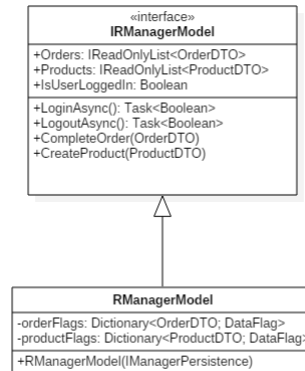 «interface»
IRManagerModel
+Orders: IReadOnlyList<OrderDTO>
+Products: IReadOnlyList<ProductDTO>
+IsUserLoggedIn: Boolean
+LoginAsync(): Task<Boolean>
+LogoutAsync(): Task<Boolean>
+CompleteOrder(OrderDTO)
+CreateProduct(ProductDTO)
RManagerModel
-orderFlags: Dictionary<OrderDTO; DataFlag>
-productFlags: Dictionary<ProductDTO; DataFlag>
+RManagerModel(IManagerPersistence)